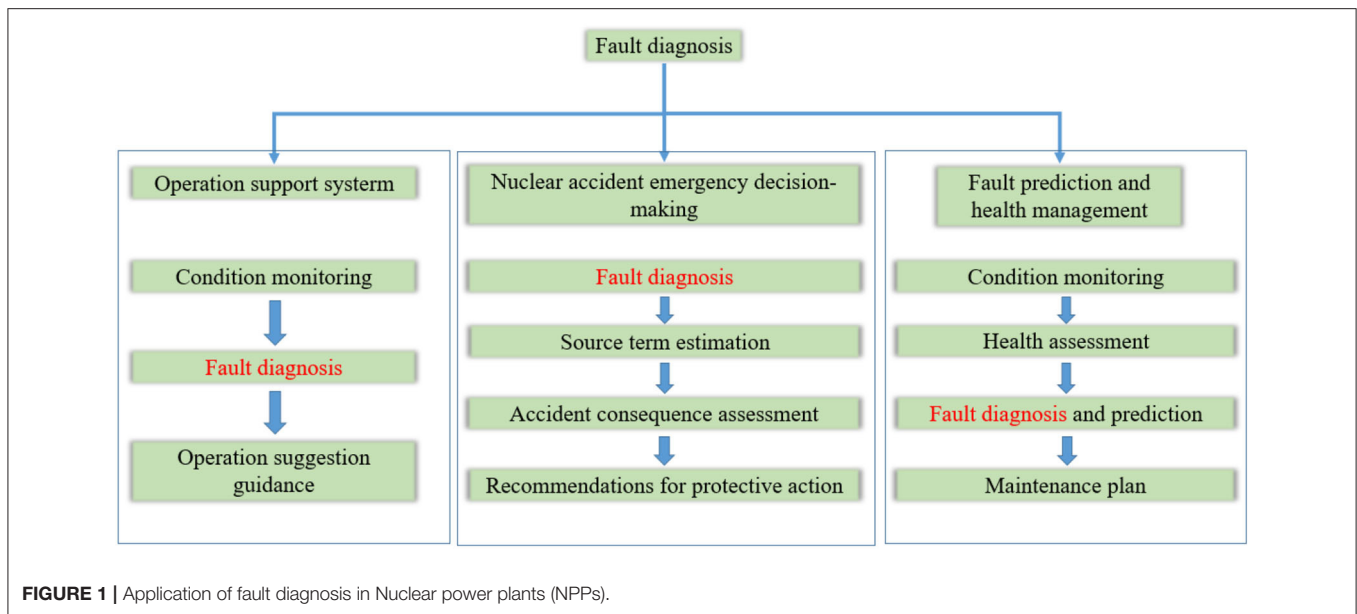 Fault diagnosis
Operation support systerm
Condition monitoring
Fault diagnosis
Operation suggestion
guidance
Nuclear accident emergency decision-
making
Fault diagnosis
Source term estimation
Accident consequence assessment
Recommendations for protective action
Fault prediction and
health management
Condition monitoring
Health assessment
Fault diagnosis and prediction
Maintenance plan
FIGURE 1 | Application of fault diagnosis in Nuclear power plants (NPPs).